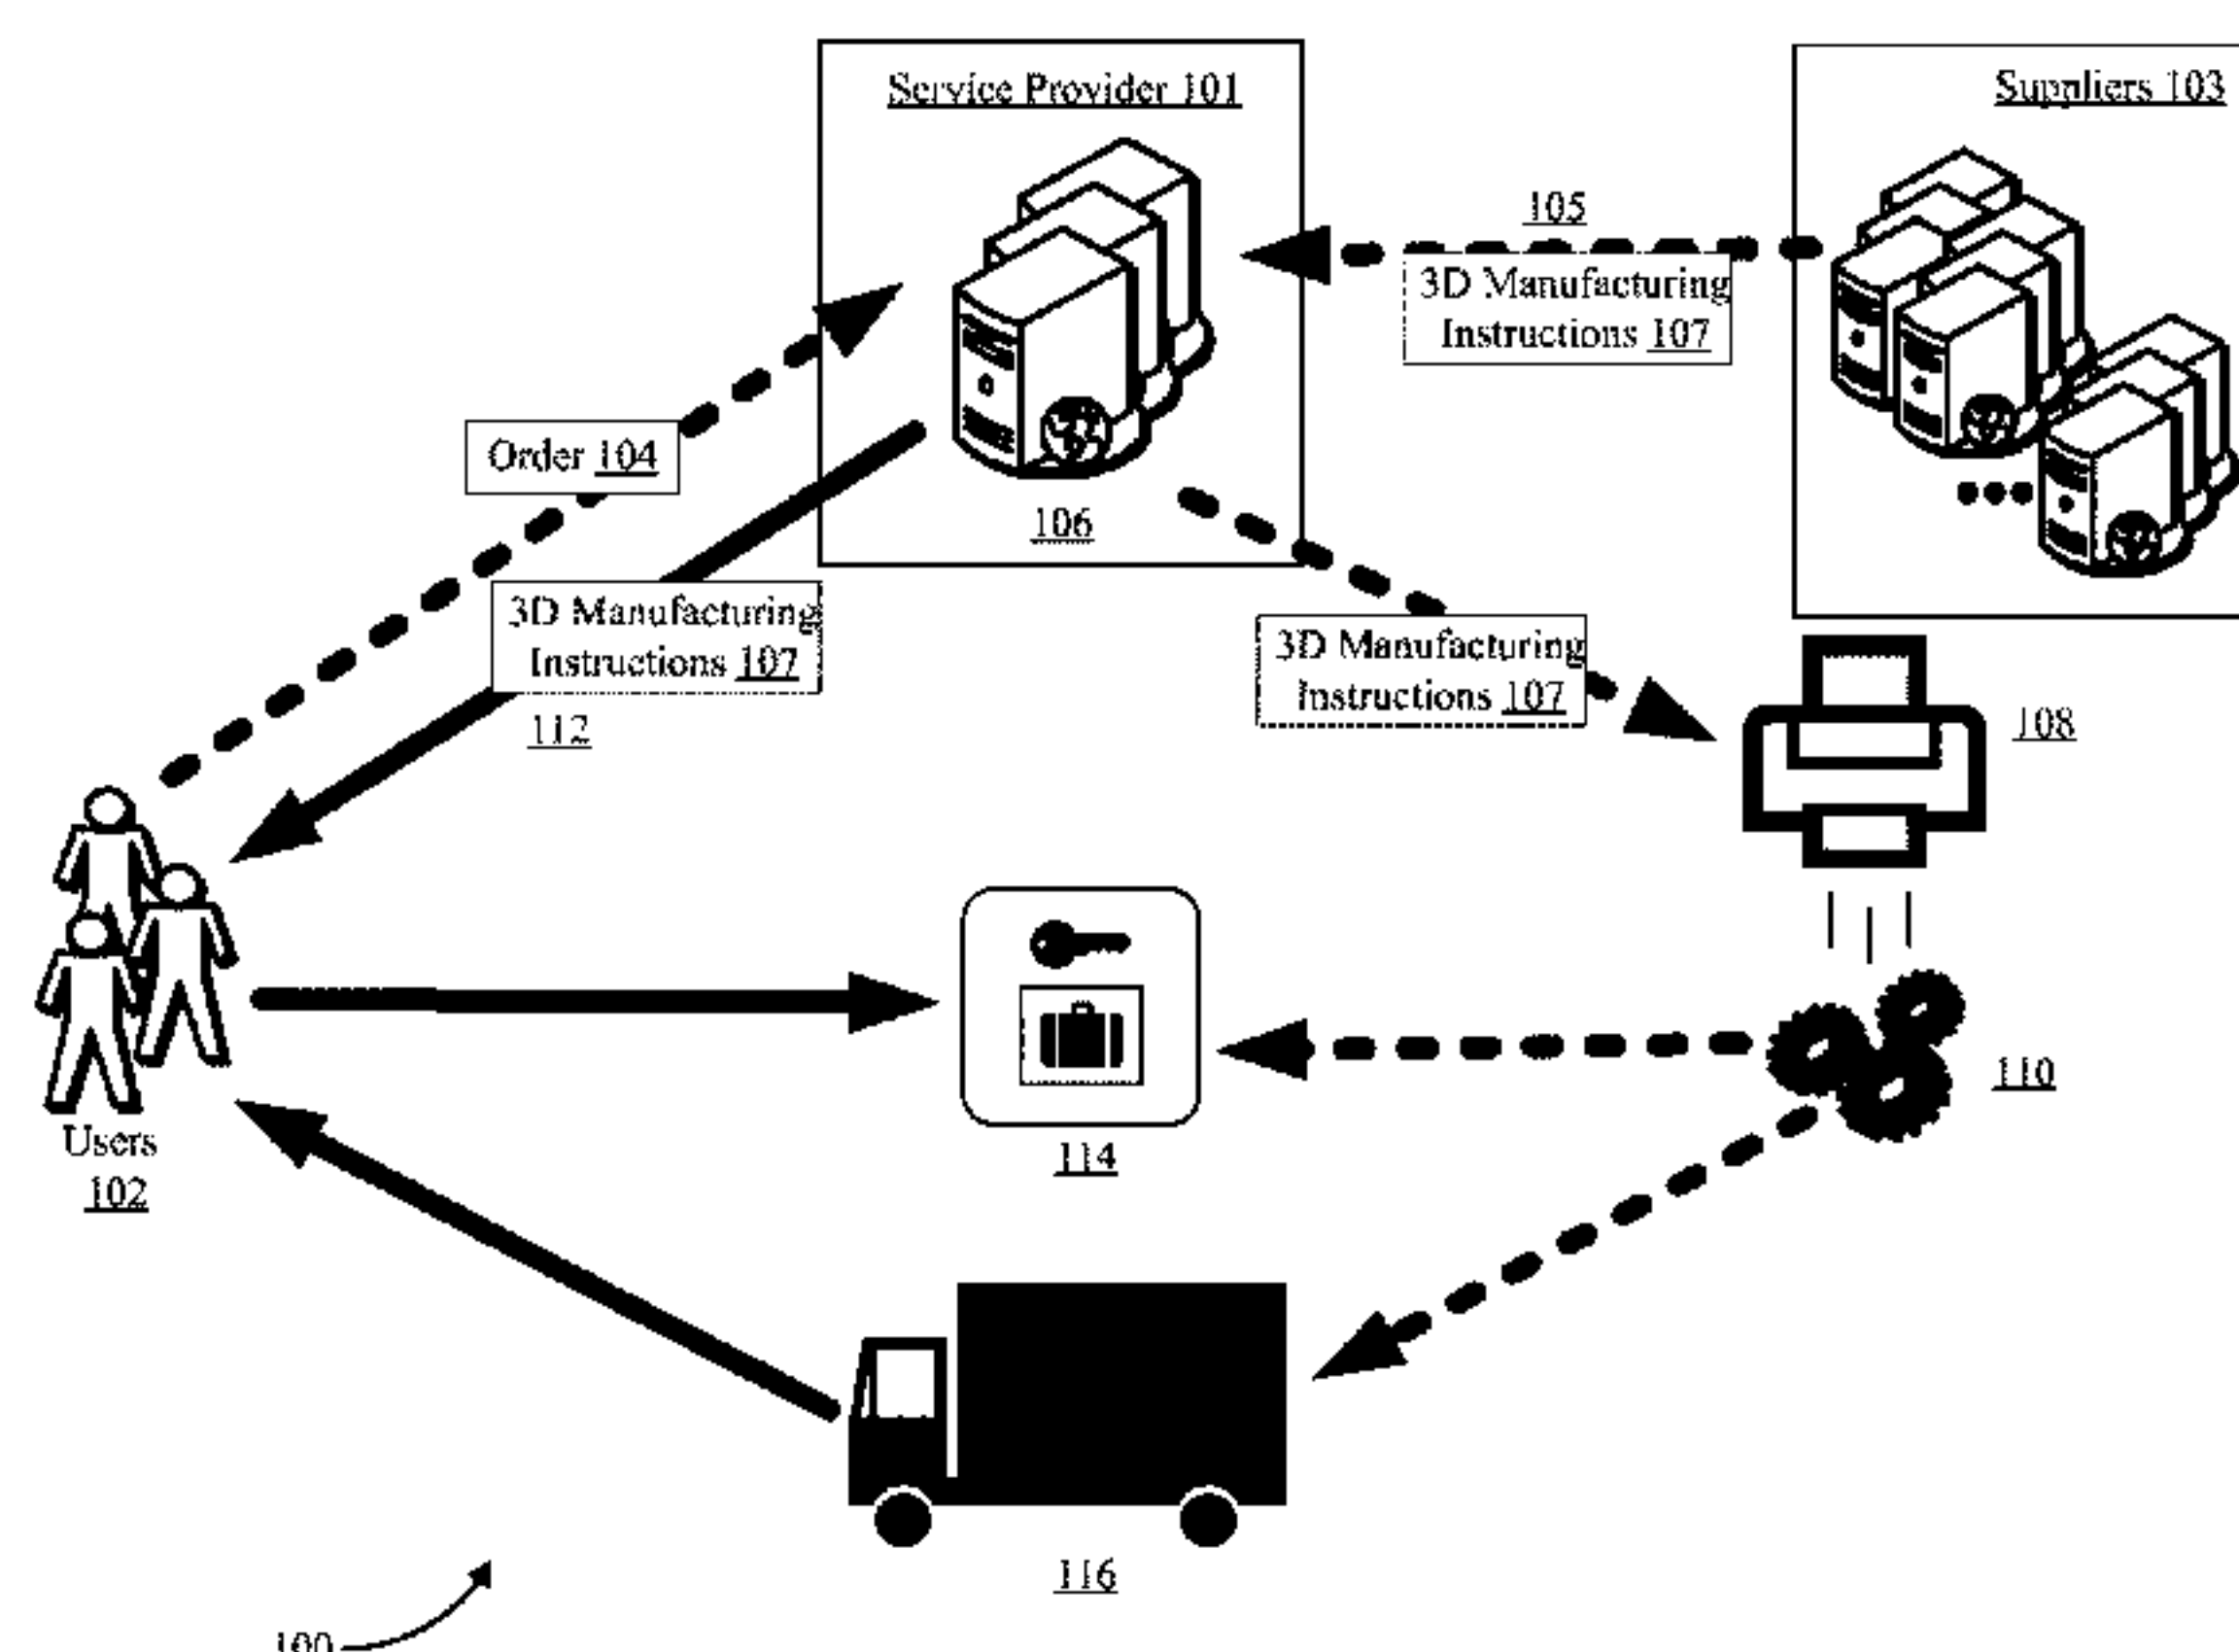 Service Provider 101
Suppliers 103
105
3D Manufacturing
Instructions 107
Order 104
106
3D Manufacturing
Instructions 107
112
3D Manufacturing
Instructions 107
108
110
114
Users
102
116
100